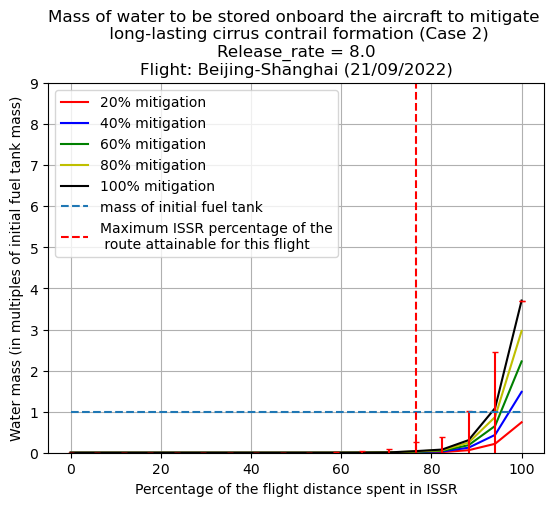 Mass of water to be stored onboard the aircraft to mitigate
long-lasting cirrus contrail formation (Case 2)
Release_rate = 8.0
Flight: Beijing-Shanghai (21/09/2022)
Water mass (in multiples of initial fuel tank mass)
9
8
7
6
5
4
3
2
1
0
20% mitigation
40% mitigation
60% mitigation
80% mitigation
100% mitigation
mass of initial fuel tank
Maximum ISSR percentage of the
route attainable for this flight
0 20 40 60 80 100
Percentage of the flight distance spent in ISSR